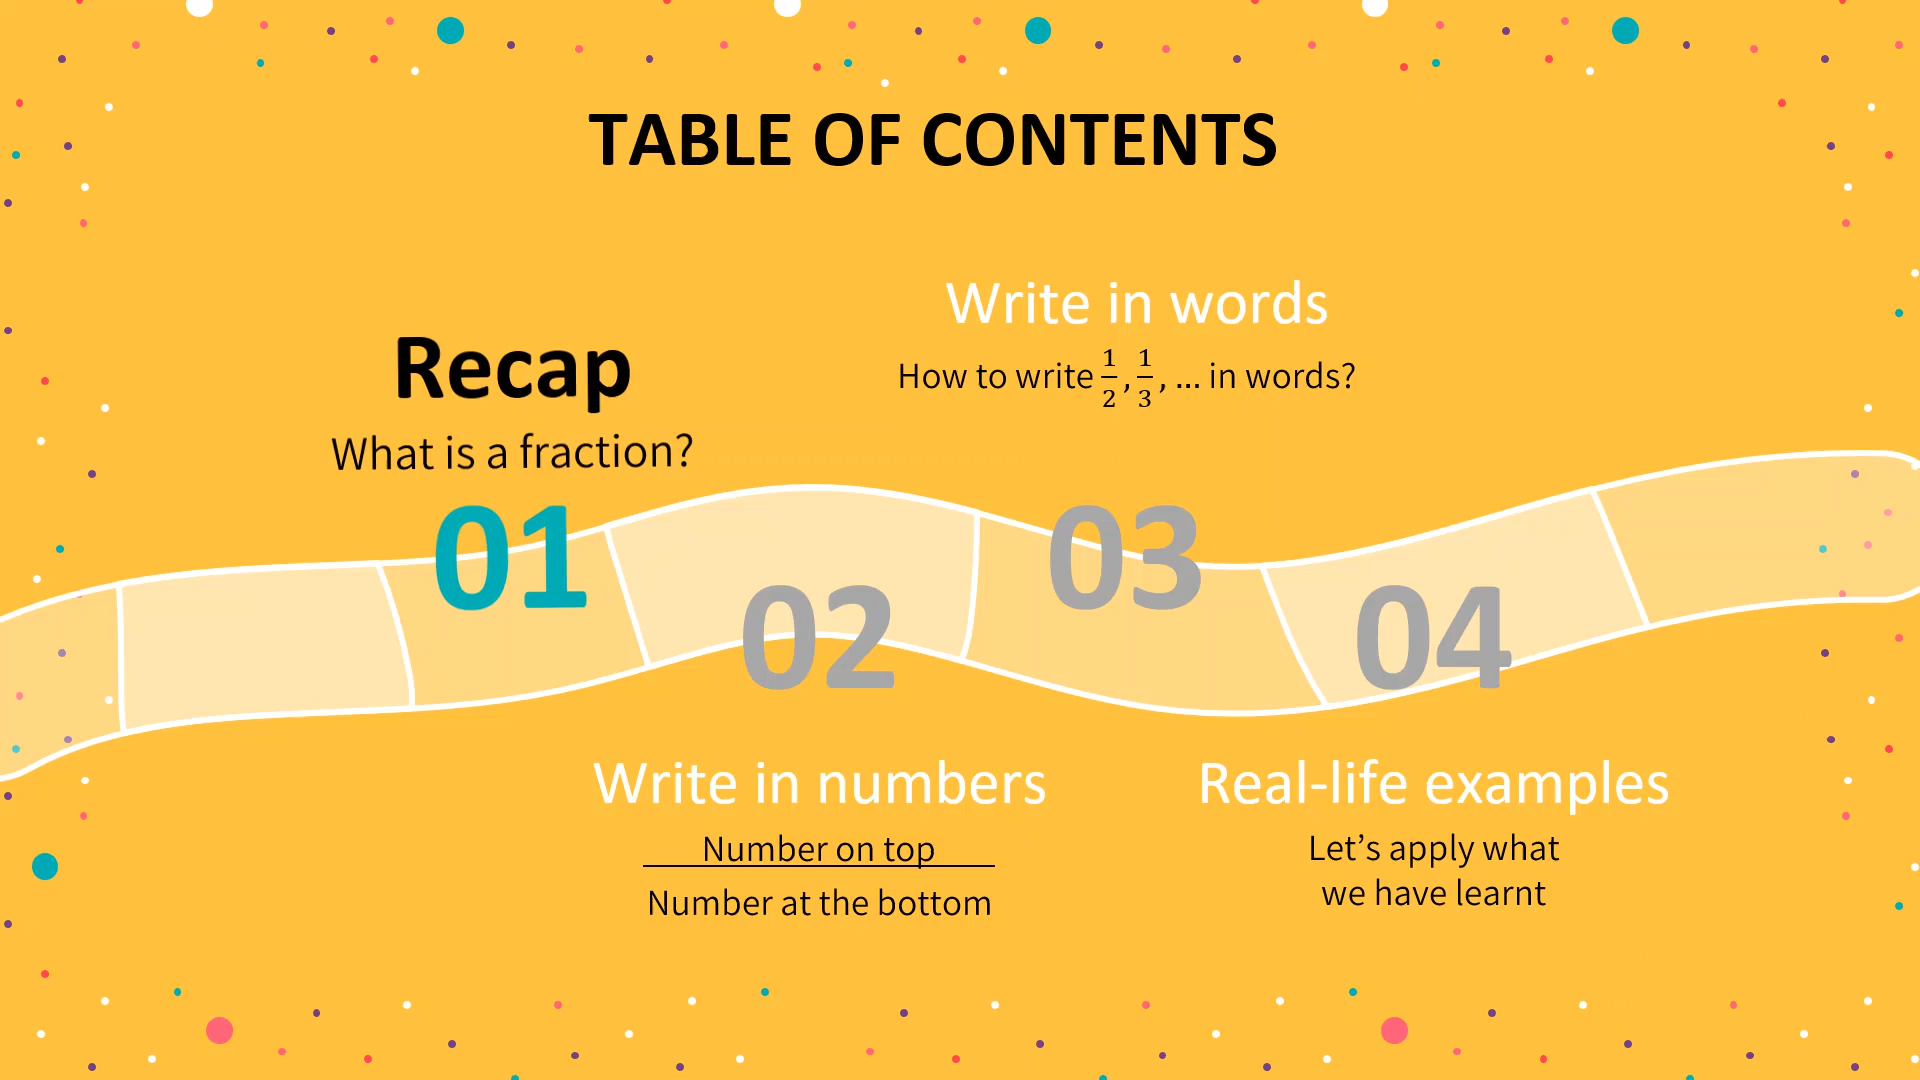 TABLE OF CONTENTS
Recap
What is a fraction?
01
Write in numbers
Number on top
Number at the bottom
02
Write in words
How to write 1/2, 1/3, ... in words?
03
Real-life examples
Let’s apply what
we have learnt
04